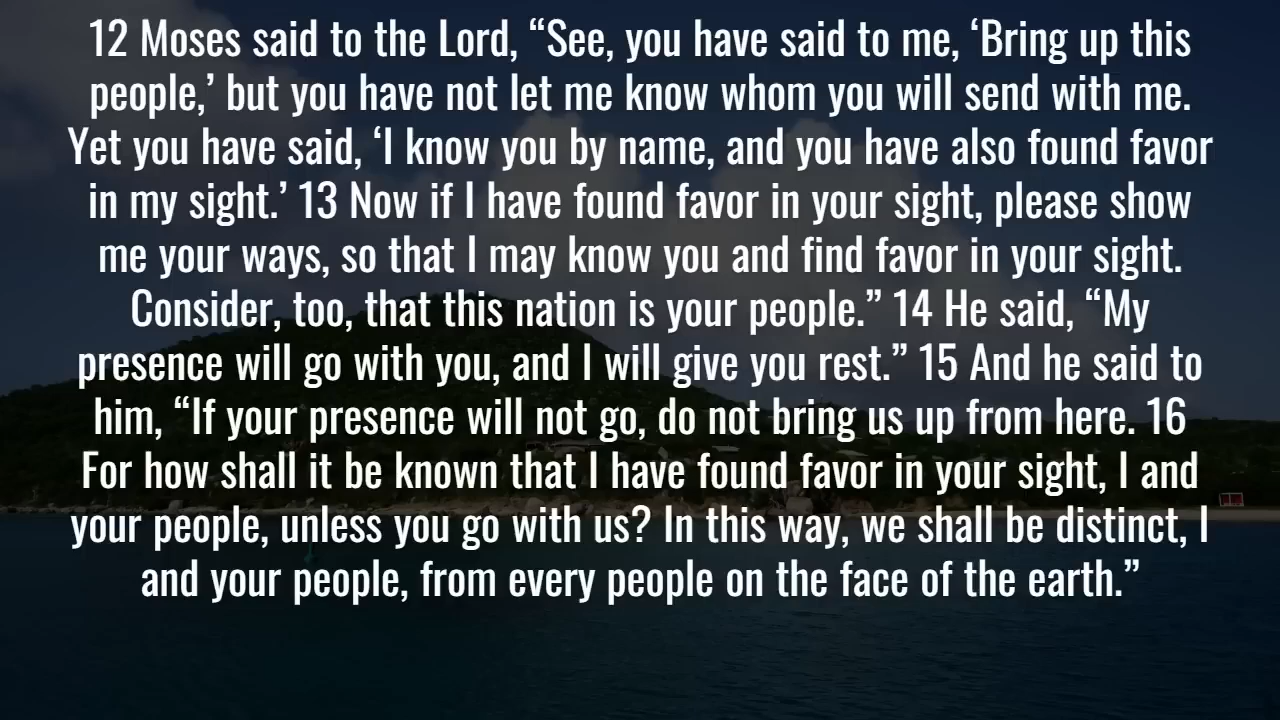 12 Moses said to the Lord, “See, you have said to me, ‘Bring up this
people,’ but you have not let me know whom you will send with me.
Yet you have said, ‘I know you by name, and you have also found favor
in my sight.’ 13 Now if I have found favor in your sight, please show
me your ways, so that I may know you and find favor in your sight.
Consider, too, that this nation is your people.” 14 He said, “My
presence will go with you, and I will give you rest.” 15 And he said to
him, “If your presence will not go, do not bring us up from here. 16
For how shall it be known that I have found favor in your sight, I and
your people, unless you go with us? In this way, we shall be distinct, I
and your people, from every people on the face of the earth.”